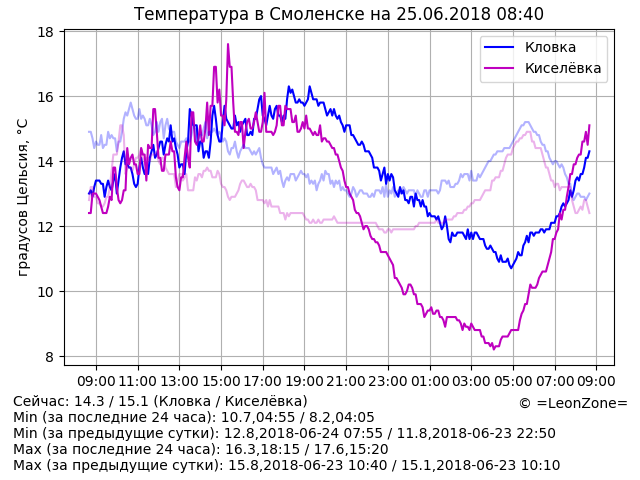 Температура в Смоленске на 25.06.2018 08:40
18
16
14
12
10
8
градусов Цельсия, °C
Кловка
Киселёвка
09:00 11:00 13:00 15:00 17:00 19:00 21:00 23:00 01:00 03:00 05:00 07:00 09:00
Сейчас: 14.3 / 15.1 (Кловка / Киселёвка)
© =LeonZone=
Min (за последние 24 часа): 10.7,04:55 / 8.2,04:05
Min (за предыдущие сутки): 12.8,2018-06-24 07:55 / 11.8,2018-06-23 22:50
Max (за последние 24 часа): 16.3,18:15 / 17.6,15:20
Max (за предыдущие сутки): 15.8,2018-06-23 10:40 / 15.1,2018-06-23 10:10